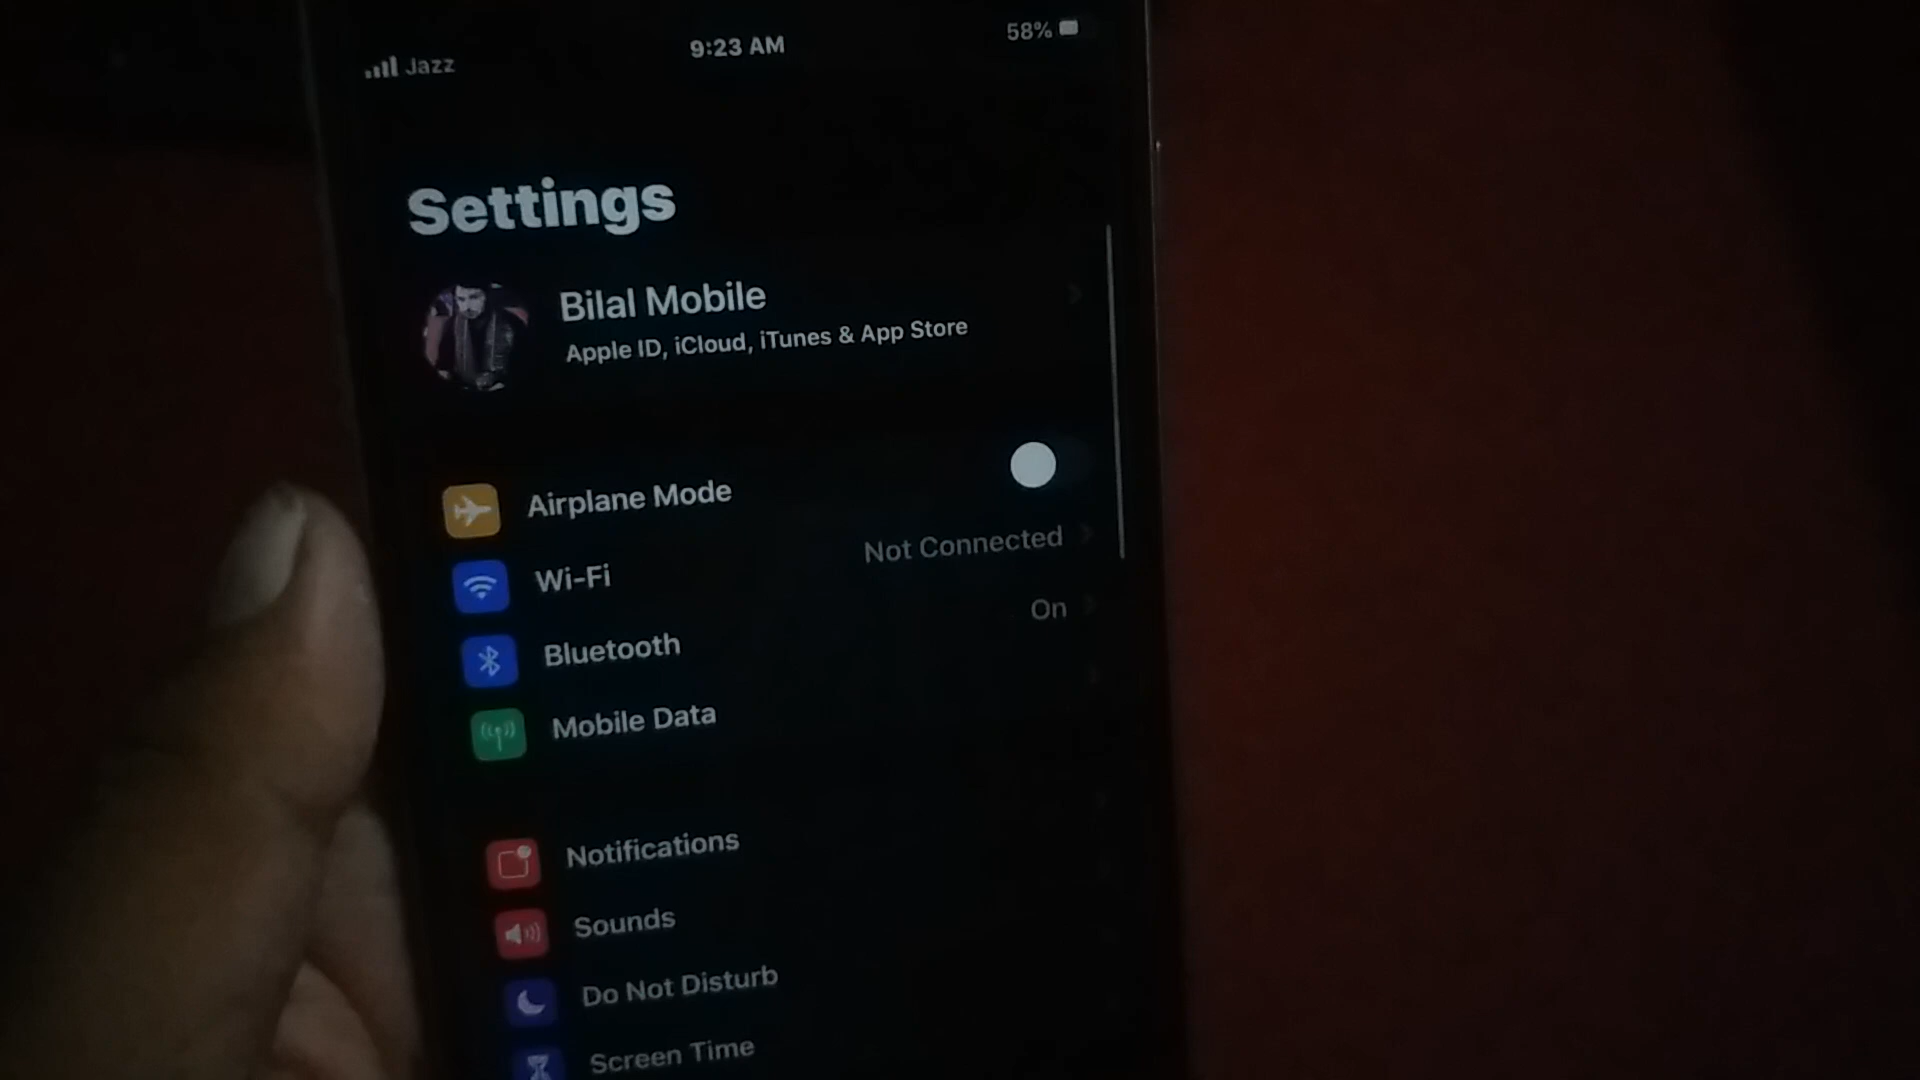 Jazz 9:23 AM 58%
Settings
Bilal Mobile
Apple ID, iCloud, iTunes & App Store
Airplane Mode
Wi-Fi Not Connected
Bluetooth On
Mobile Data
Notifications
Sounds
Do Not Disturb
Screen Time